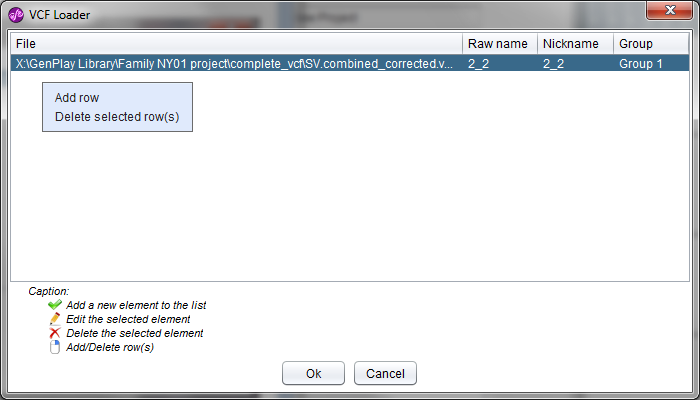 VCF Loader
File Raw name Nickname Group
X:\GenPlay Library\Family NY01 project\complete_vcf\SV.combined_corrected.v... 2_2 2_2 Group 1
Add row
Delete selected row(s)
Caption:
Add a new element to the list
Edit the selected element
Delete the selected element
Add/Delete row(s)
Ok Cancel